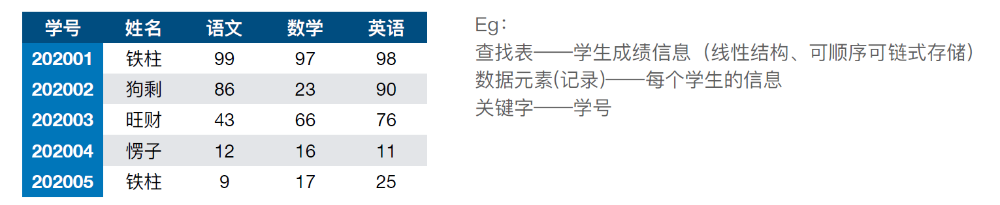 学号 姓名 语文 数学 英语
202001 铁柱 99 97 98
202002 狗剩 86 23 90
202003 旺财 43 66 76
202004 愣子 12 16 11
202005 铁柱 9 17 25
Eg：
查找表——学生成绩信息（线性结构、可顺序可链式存储）
数据元素(记录)——每个学生的信息
关键字——学号